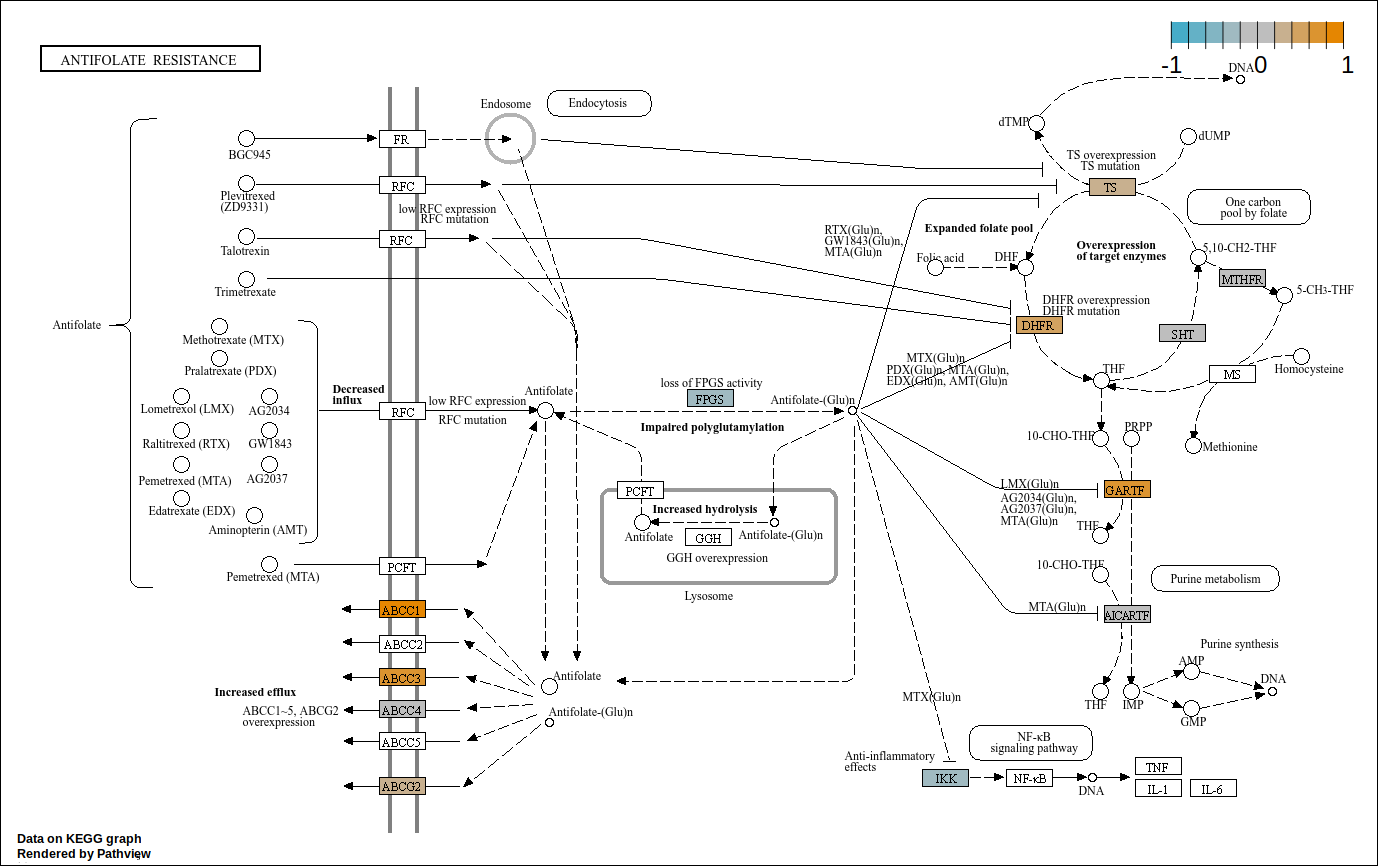 ANTIFOLATE RESISTANCE
-1
0
1
DNA
Endosome
Endocytosis
dTMP
dUMP
FR
BGC945
TS overexpression
TS mutation
TS
RFC
Plevitrexed
(ZD9331)
low RFC expression
RFC mutation
One carbon
pool by folate
RTX(Glu)n,
GW1843(Glu)n,
MTA(Glu)n
Expanded folate pool
RFC
Talotrexin
Overexpression
of target enzymes
5,10-CH2-THF
Folic acid
DHF
MTHFR
5-CH3-THF
Trimetrexate
DHFR overexpression
DHFR mutation
DHFR
SHT
Antifolate
Methotrexate (MTX)
Pralatrexate (PDX)
Lometrexol (LMX)
AG2034
Raltitrexed (RTX)
GW1843
Pemetrexed (MTA)
AG2037
Edatrexate (EDX)
Aminopterin (AMT)
Decreased
influx
RFC
low RFC expression
RFC mutation
Antifolate
loss of FPGS activity
FPGS
Impaired polyglutamylation
Antifolate-(Glu)n
MTX(Glu)n
PDX(Glu)n, MTA(Glu)n,
EDX(Glu)n, AMT(Glu)n
THF
MS
Homocysteine
Methionine
10-CHO-THF
PRPP
LMX(Glu)n
AG2034(Glu)n,
AG2037(Glu)n,
MTA(Glu)n
GARTF
THF
PCFT
Increased hydrolysis
Antifolate
GGH
Antifolate-(Glu)n
GGH overexpression
Lysosome
Pemetrexed (MTA)
PCFT
10-CHO-THF
Purine metabolism
MTA(Glu)n
AICARTF
ABCC1
ABCC2
ABCC3
ABCC4
ABCC5
ABCG2
Increased efflux
ABCC1~5, ABCG2
overexpression
Antifolate
Antifolate-(Glu)n
Purine synthesis
AMP
DNA
THF
IMP
GMP
MTX(Glu)n
NF-κB
signaling pathway
Anti-inflammatory
effects
IKK
NF-κB
DNA
TNF
IL-1
IL-6
Data on KEGG graph
Rendered by Pathview